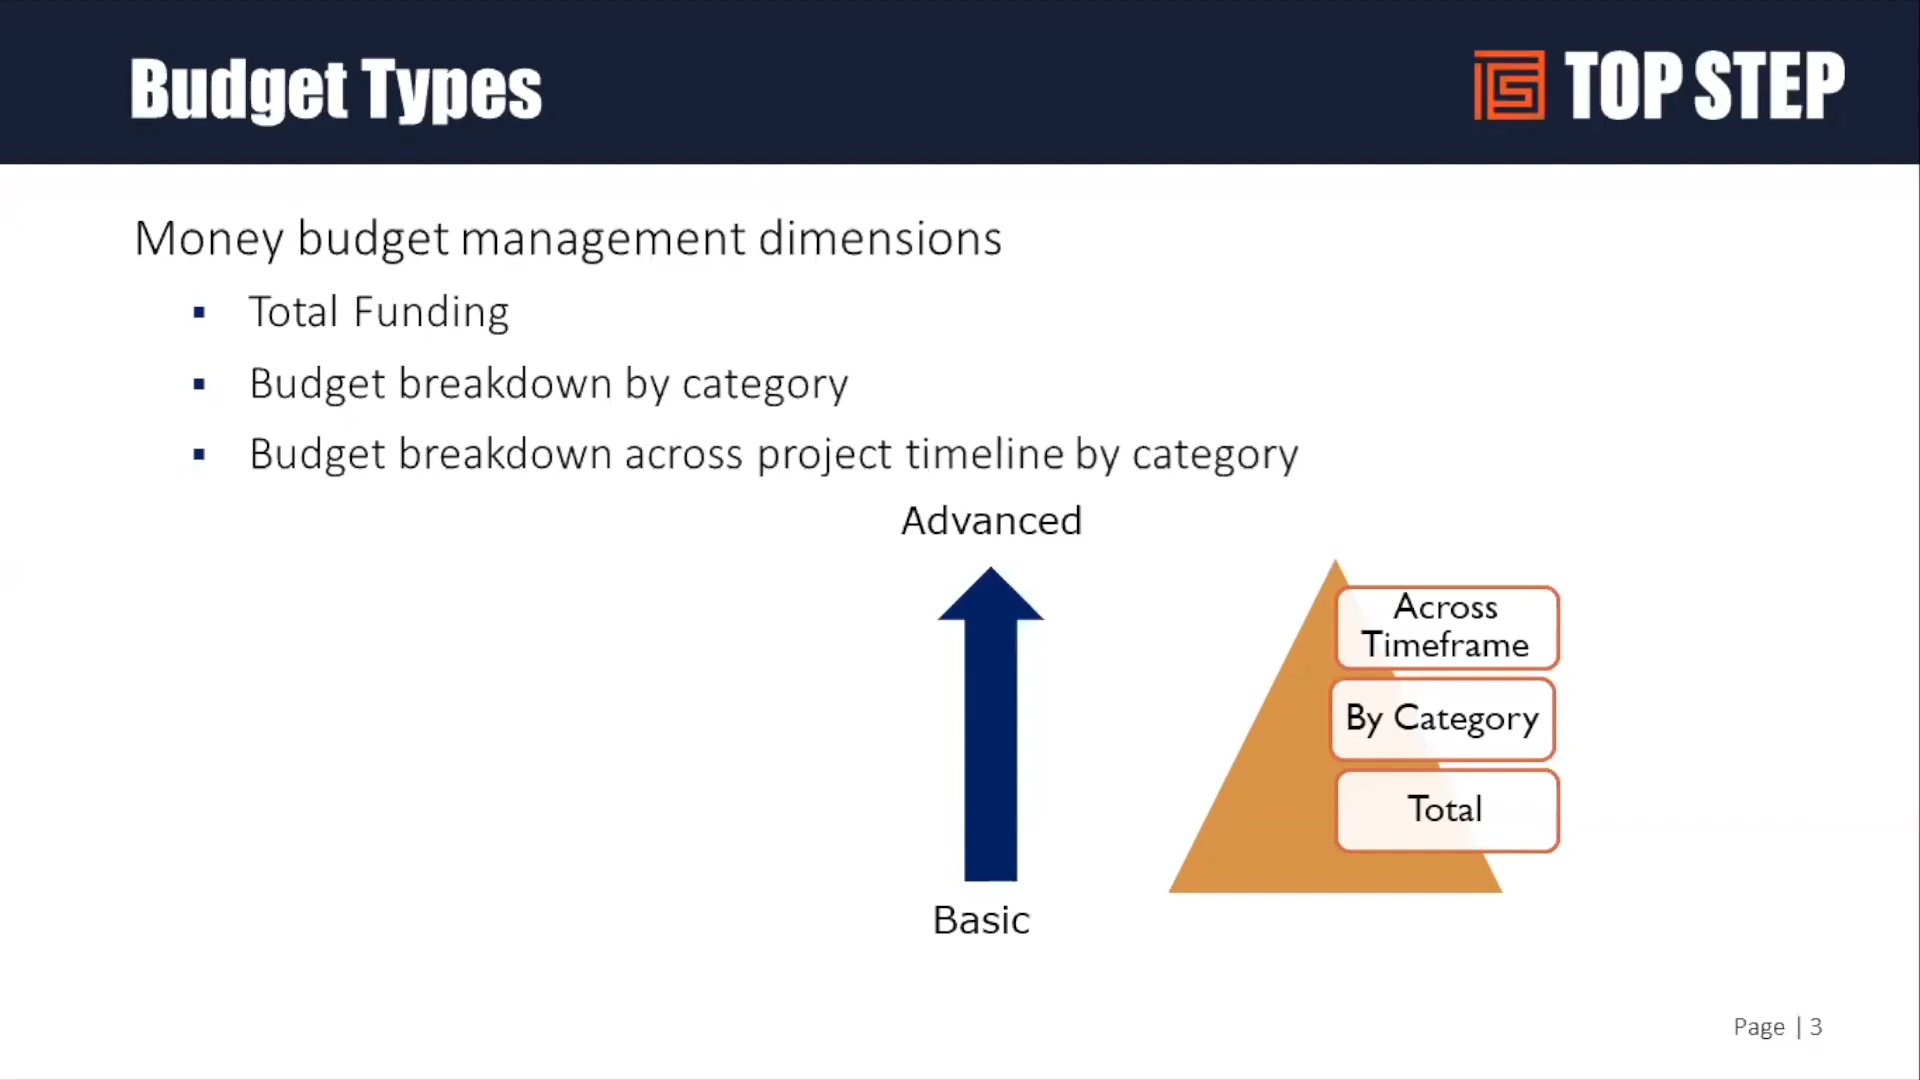 Budget Types
TOP STEP
Money budget management dimensions
▪ Total Funding
▪ Budget breakdown by category
▪ Budget breakdown across project timeline by category
Advanced
Across
Timeframe
By Category
Total
Basic
Page | 3